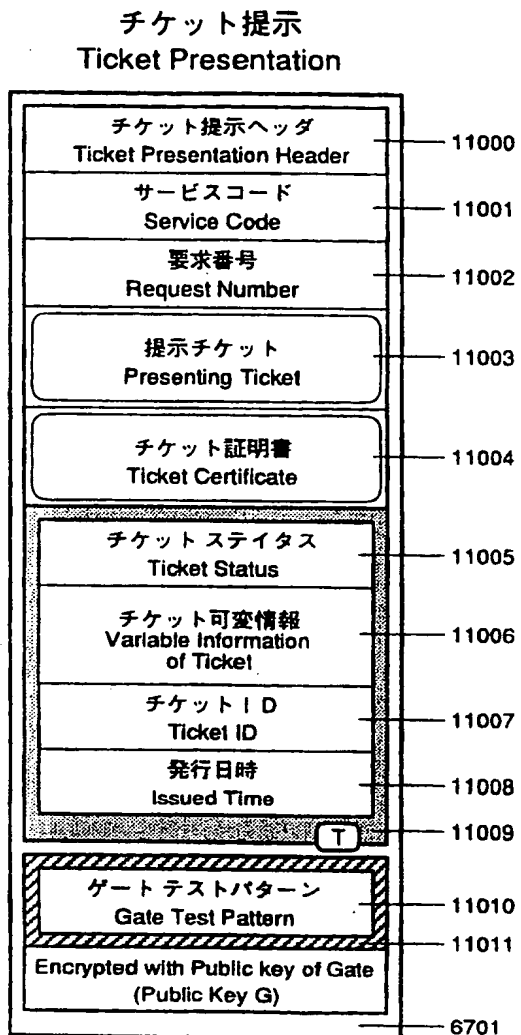 チケット提示
Ticket Presentation
チケット提示ヘッダ
Ticket Presentation Header
11000
サービスコード
Service Code
11001
要求番号
Request Number
11002
提示チケット
Presenting Ticket
11003
チケット証明書
Ticket Certificate
11004
チケット ステイタス
Ticket Status
11005
チケット可変情報
Variable Information
of Ticket
11006
チケットID
Ticket ID
11007
発行日時
Issued Time
11008
T
11009
ゲート テストパターン
Gate Test Pattern
11010
11011
Encrypted with Public key of Gate
(Public Key G)
6701